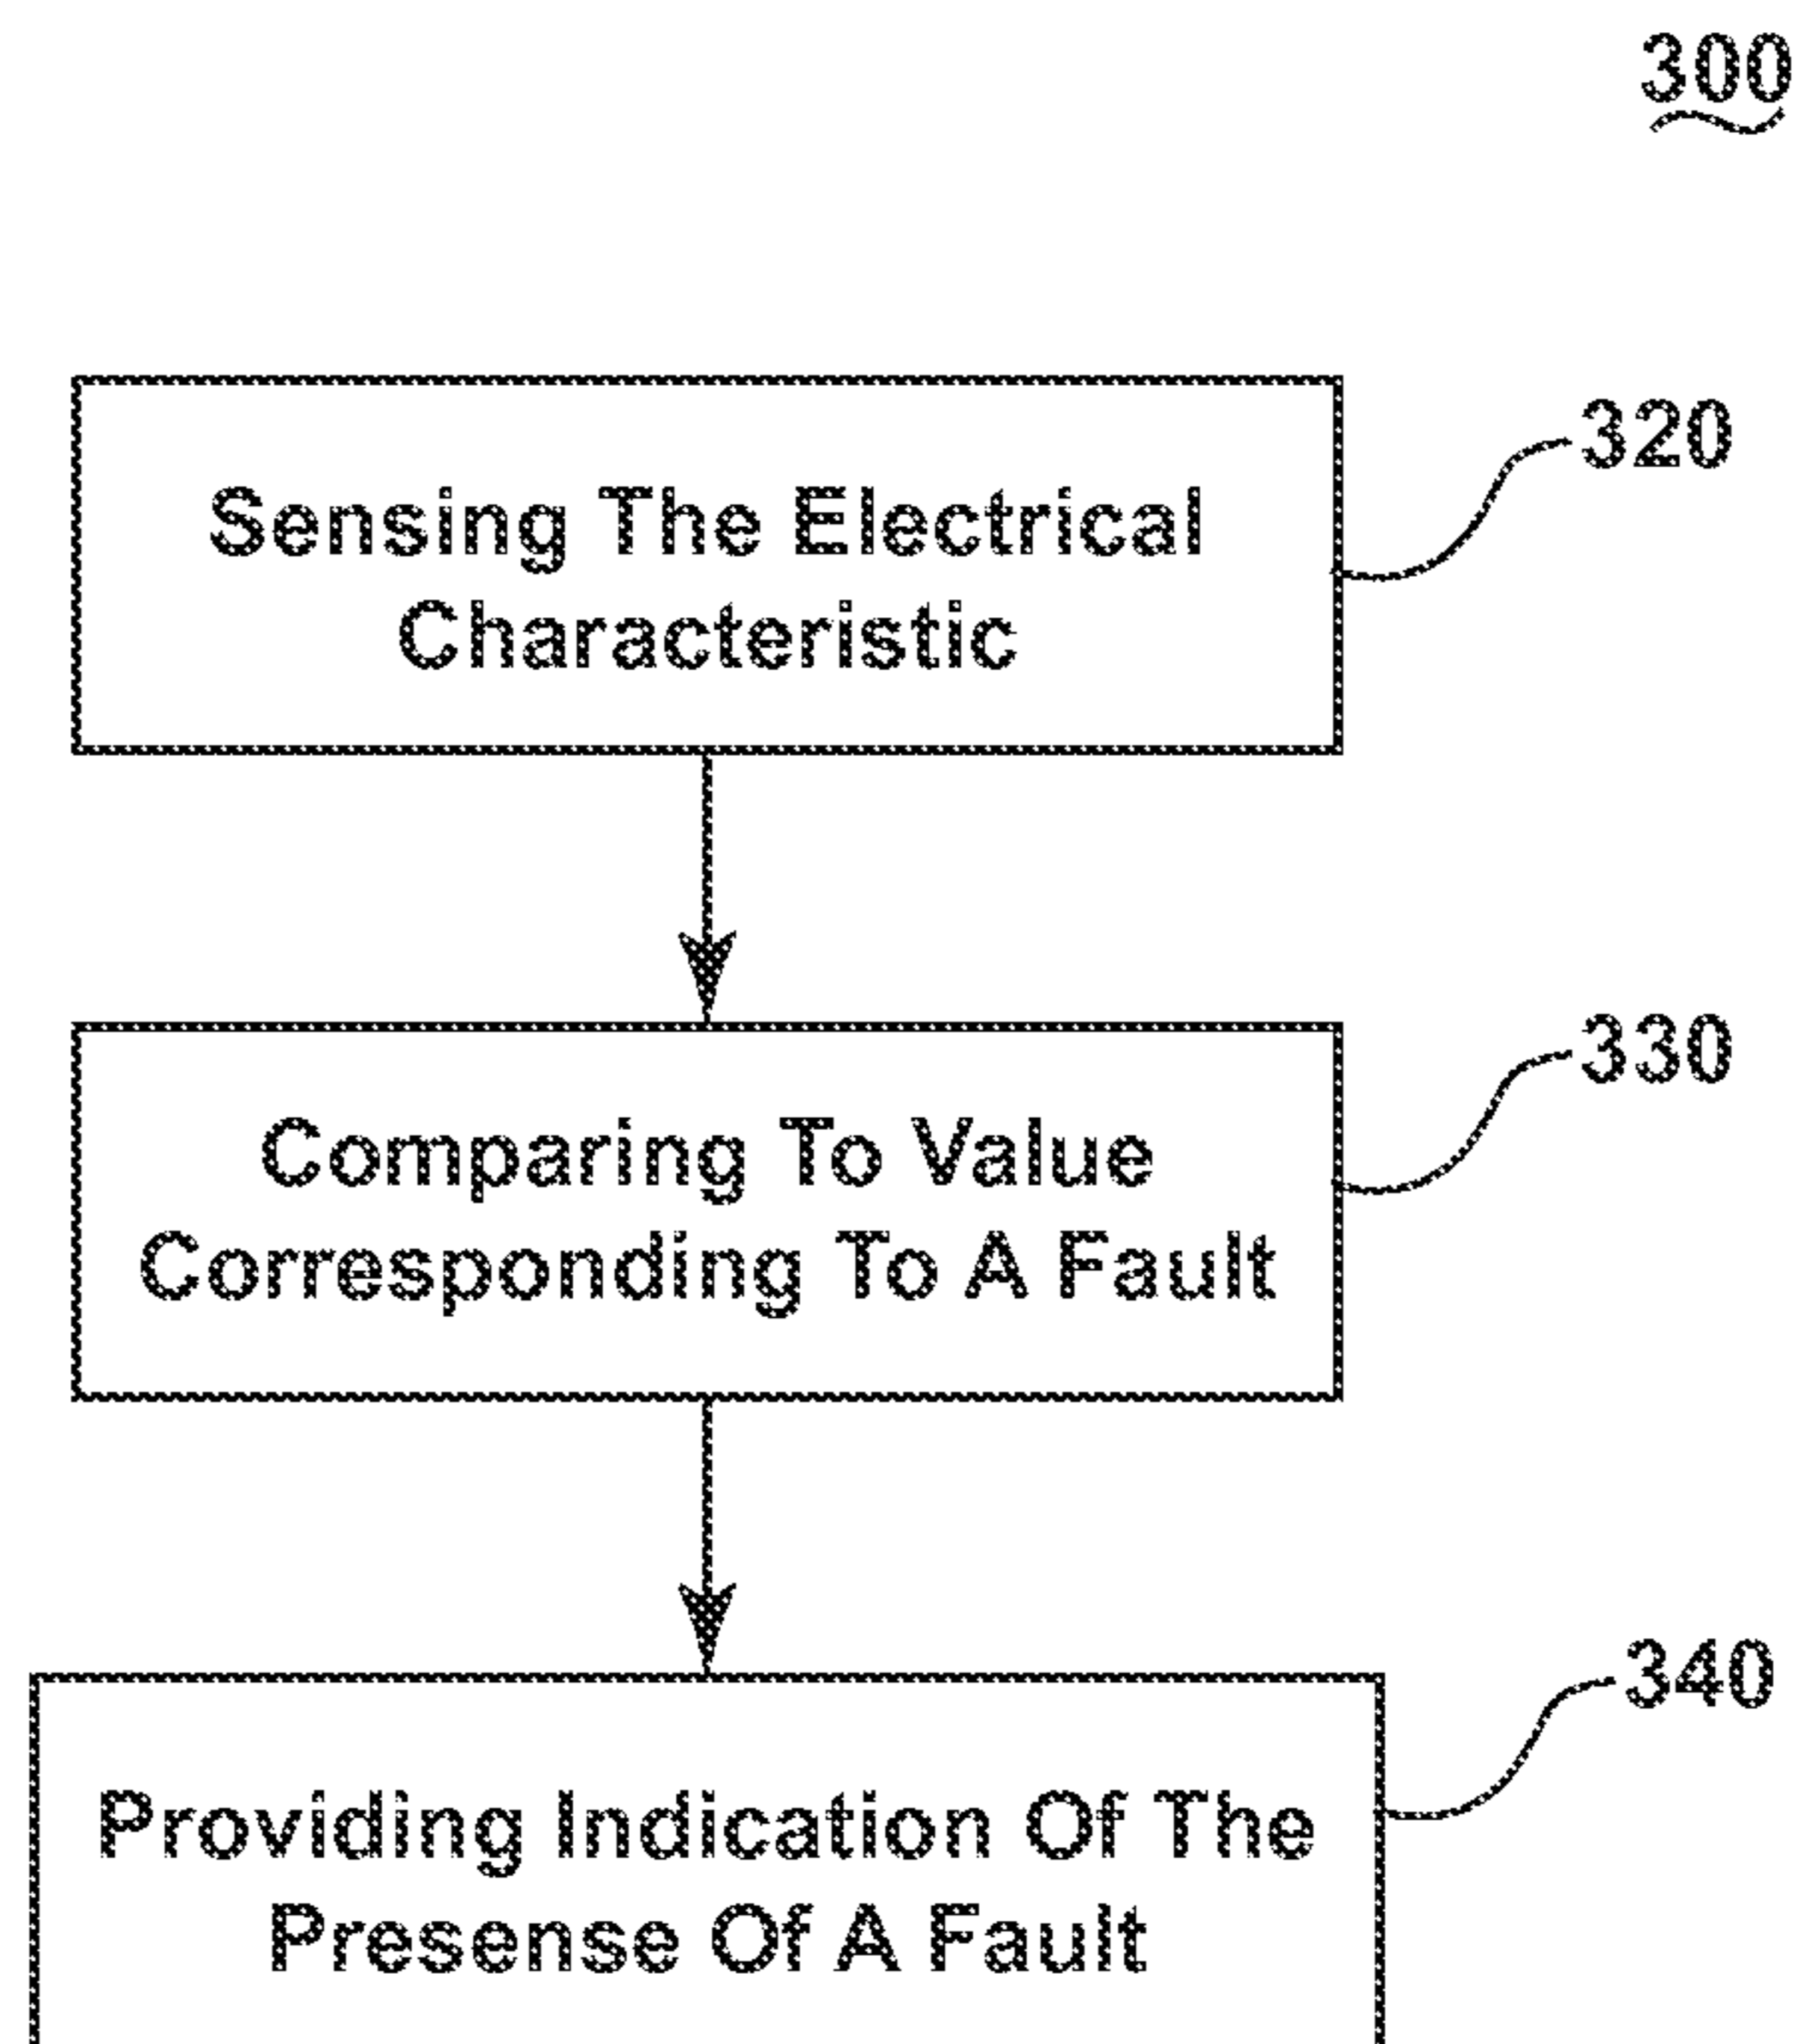 300
Sensing The Electrical
Characteristic
320
Comparing To Value
Corresponding To A Fault
330
Providing Indication Of The
Presense Of A Fault
340